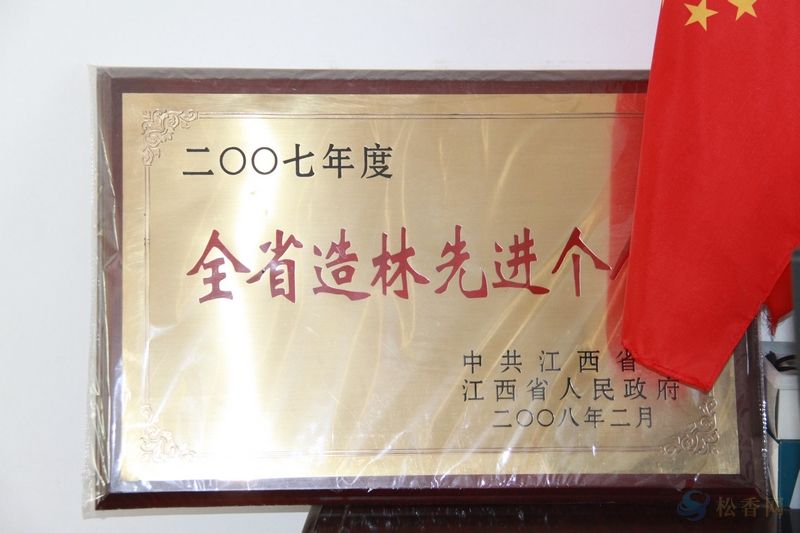 二〇〇七年度
全省造林先进个
中共江西省
江西省人民政府
二〇〇八年二月
松香网